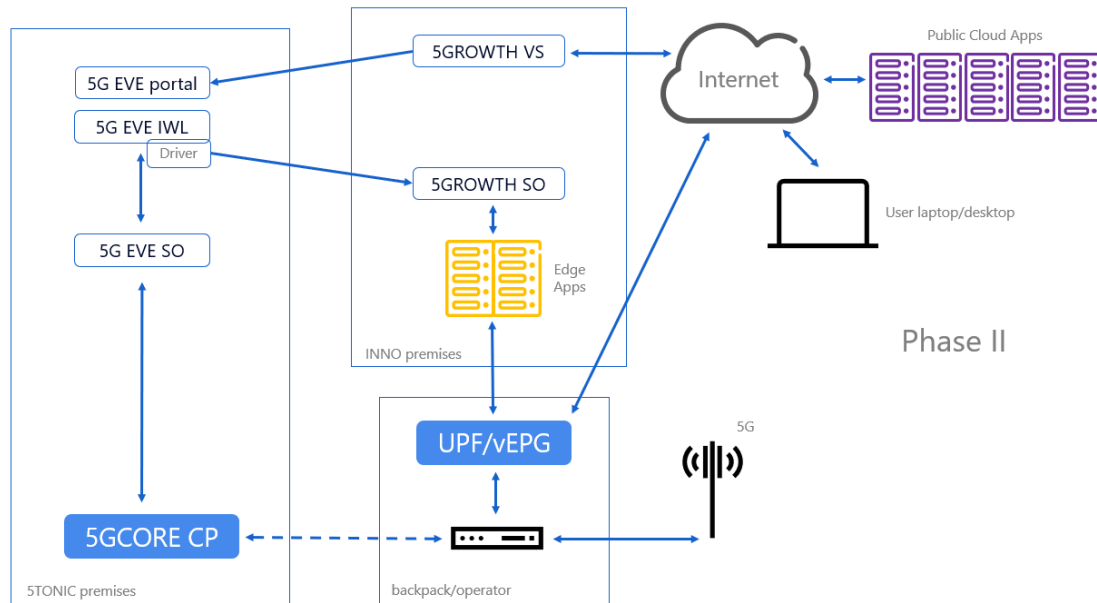 Public Cloud Apps
5GROWTH VS
5G EVE portal
Internet
5G EVE IWL
Driver
5GROWTH SO
User laptop/desktop
5G EVE SO
Edge
Apps
Phase II
INNO premises
5G
UPF/vEPG
5GCORE CP
5TONIC premises
backpack/operator